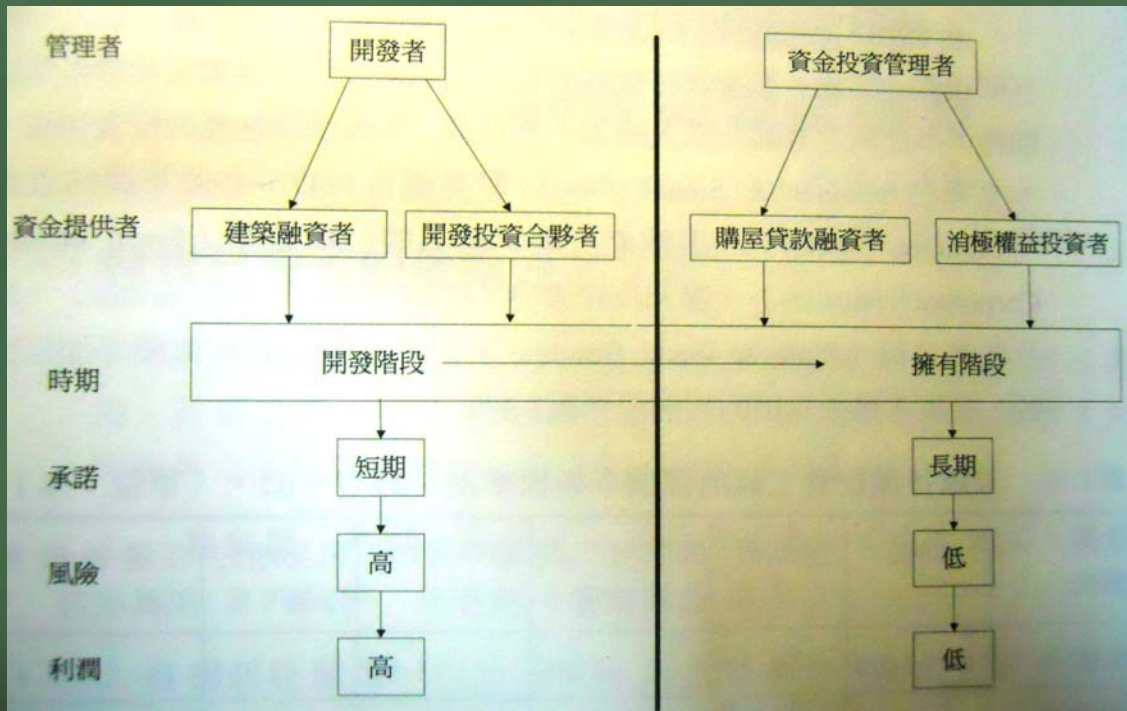 管理者 開發者 資金投資管理者
資金提供者 建築融資者 開發投資合夥者 購屋貸款融資者 消極權益投資者
時期 開發階段 擁有階段
承諾 短期 長期
風險 高 低
利潤 高 低